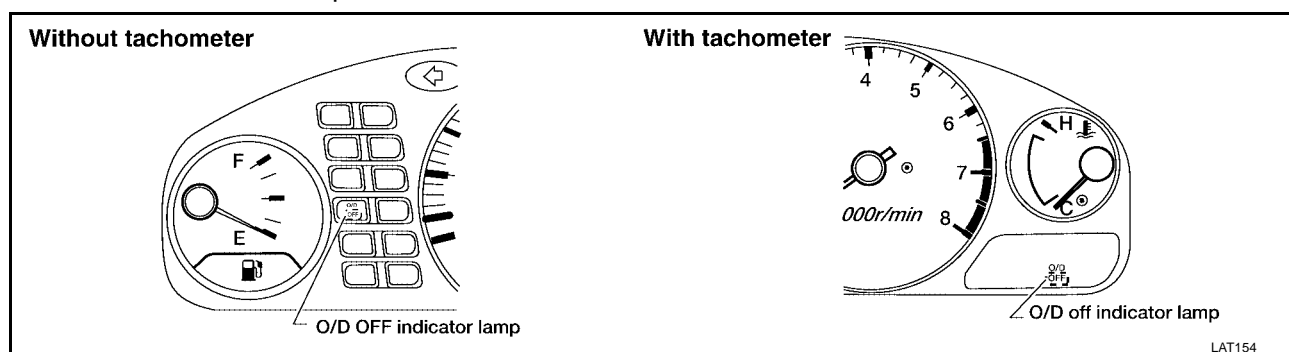 Without tachometer
F
E
O/D
OFF
O/D OFF indicator lamp
With tachometer
4
5
6
7
8
000r/min
H
C
O/D
OFF
O/D off indicator lamp
LAT154